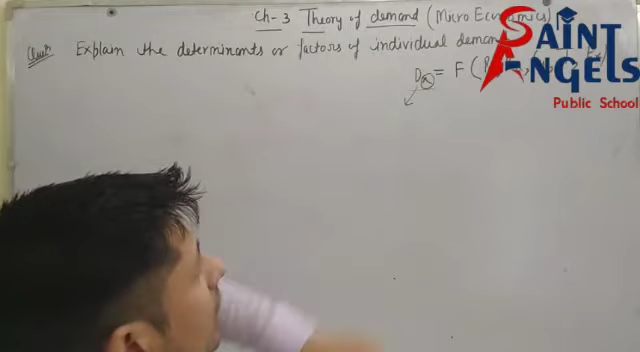 Ch-3 Theory of demand (Micro Economics)
Ques. Explain the determinants or factors of individual demand
Dx = F (P
SAINT
ANGELS
Public School